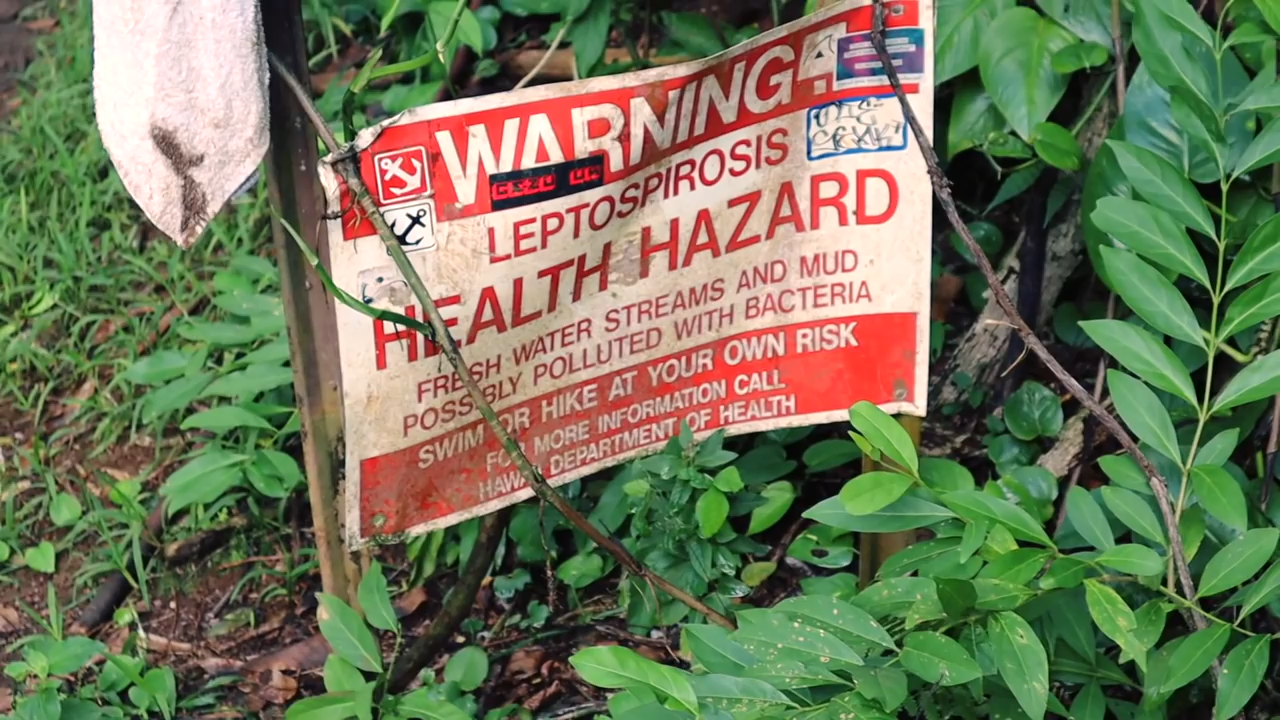 WARNING!
LEPTOSPIROSIS
HEALTH HAZARD
FRESH WATER STREAMS AND MUD
POSSIBLY POLLUTED WITH BACTERIA
SWIM OR HIKE AT YOUR OWN RISK
FOR MORE INFORMATION CALL
HAWAII DEPARTMENT OF HEALTH